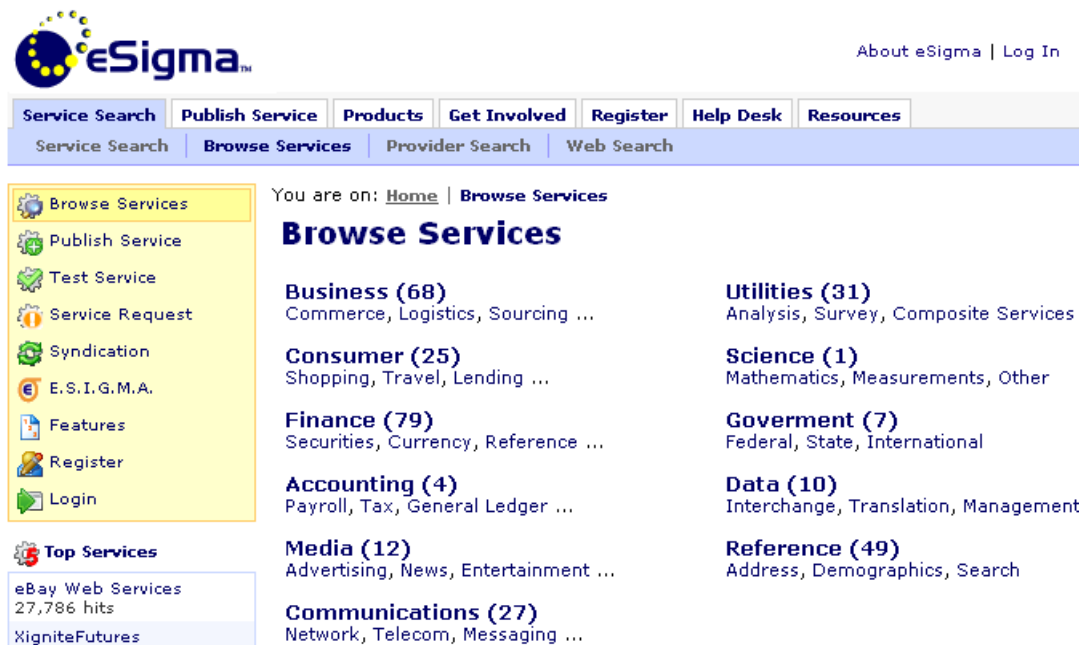 eSigma™
About eSigma | Log In
Service Search Publish Service Products Get Involved Register Help Desk Resources
Service Search | Browse Services | Provider Search | Web Search
Browse Services
Publish Service
Test Service
Service Request
Syndication
E.S.I.G.M.A.
Features
Register
Login
Top Services
eBay Web Services
27,786 hits
XigniteFutures
You are on: Home | Browse Services
Browse Services
Business (68)
Commerce, Logistics, Sourcing ...
Consumer (25)
Shopping, Travel, Lending ...
Finance (79)
Securities, Currency, Reference ...
Accounting (4)
Payroll, Tax, General Ledger ...
Media (12)
Advertising, News, Entertainment ...
Communications (27)
Network, Telecom, Messaging ...
Utilities (31)
Analysis, Survey, Composite Services
Science (1)
Mathematics, Measurements, Other
Goverment (7)
Federal, State, International
Data (10)
Interchange, Translation, Management
Reference (49)
Address, Demographics, Search